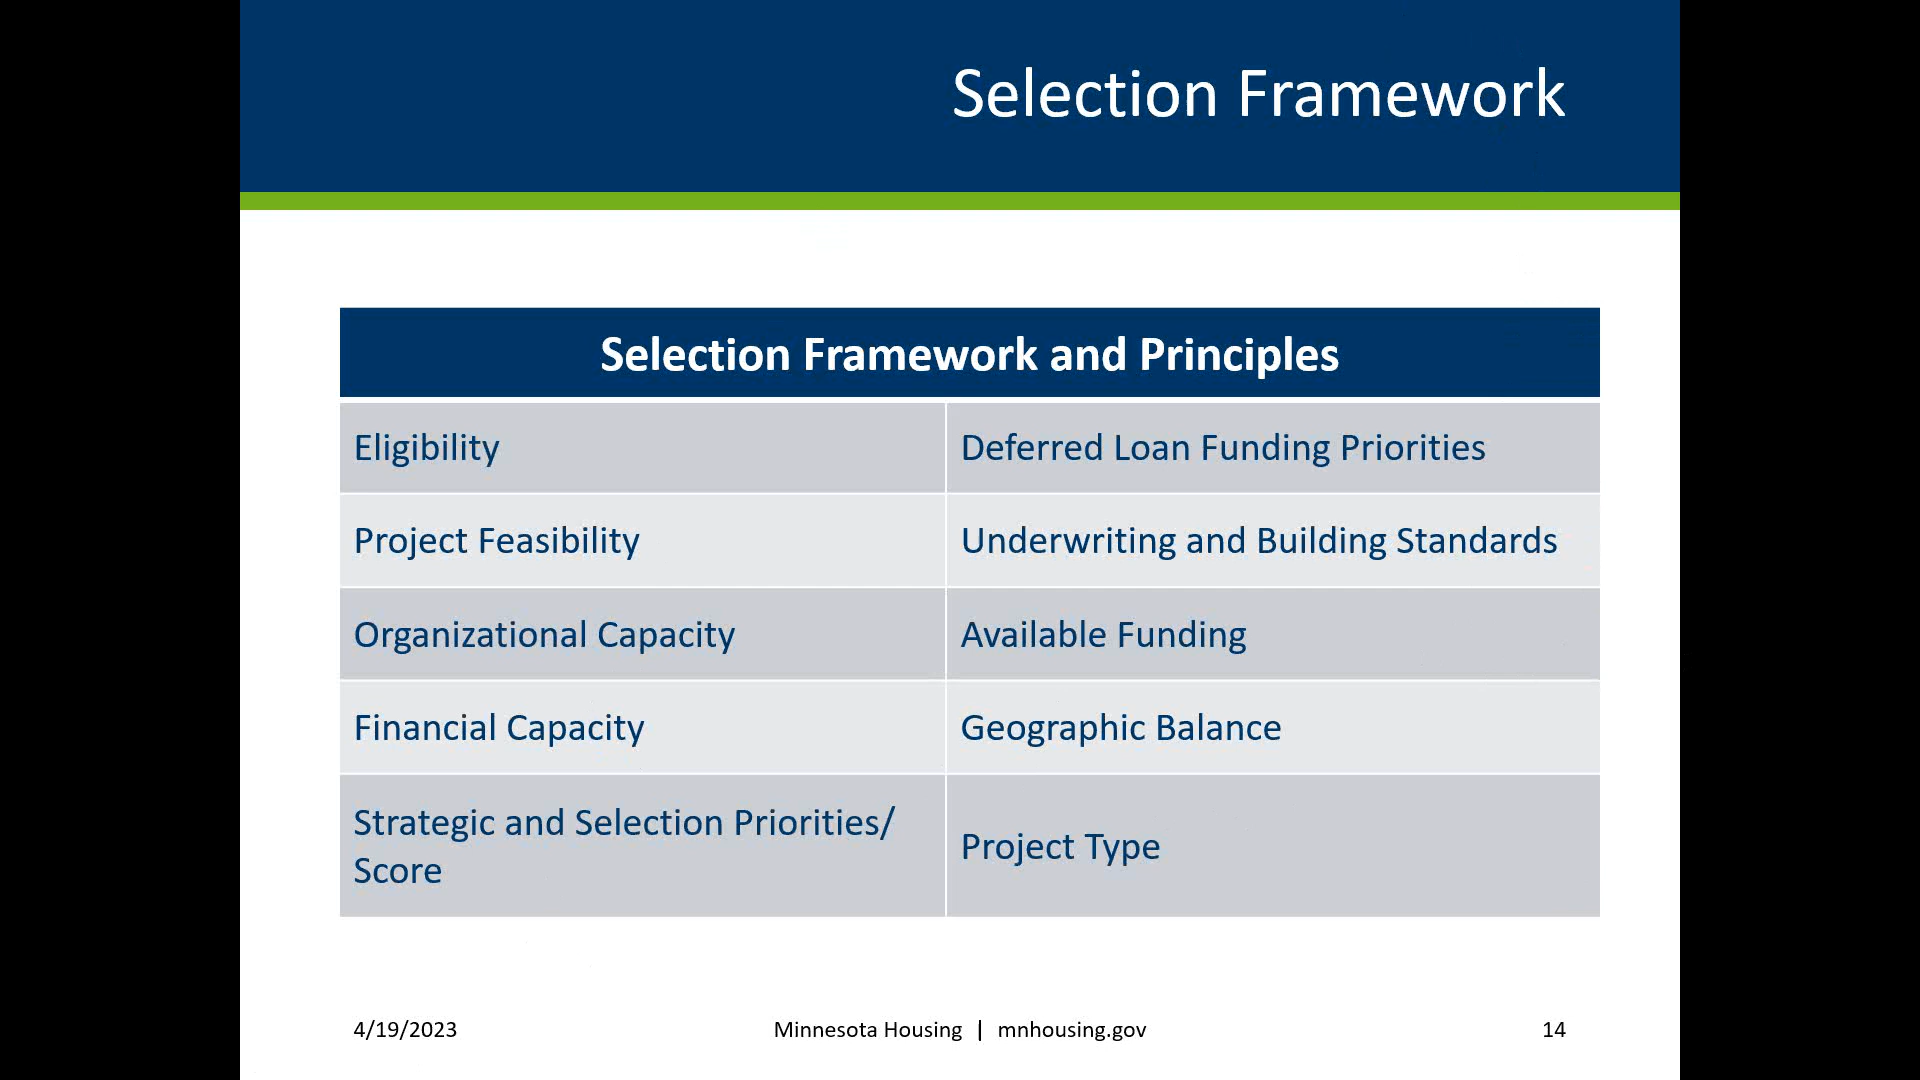 Selection Framework
Selection Framework and Principles
Eligibility
Deferred Loan Funding Priorities
Project Feasibility
Underwriting and Building Standards
Organizational Capacity
Available Funding
Financial Capacity
Geographic Balance
Strategic and Selection Priorities/
Score
Project Type
4/19/2023
Minnesota Housing | mnhousing.gov
14